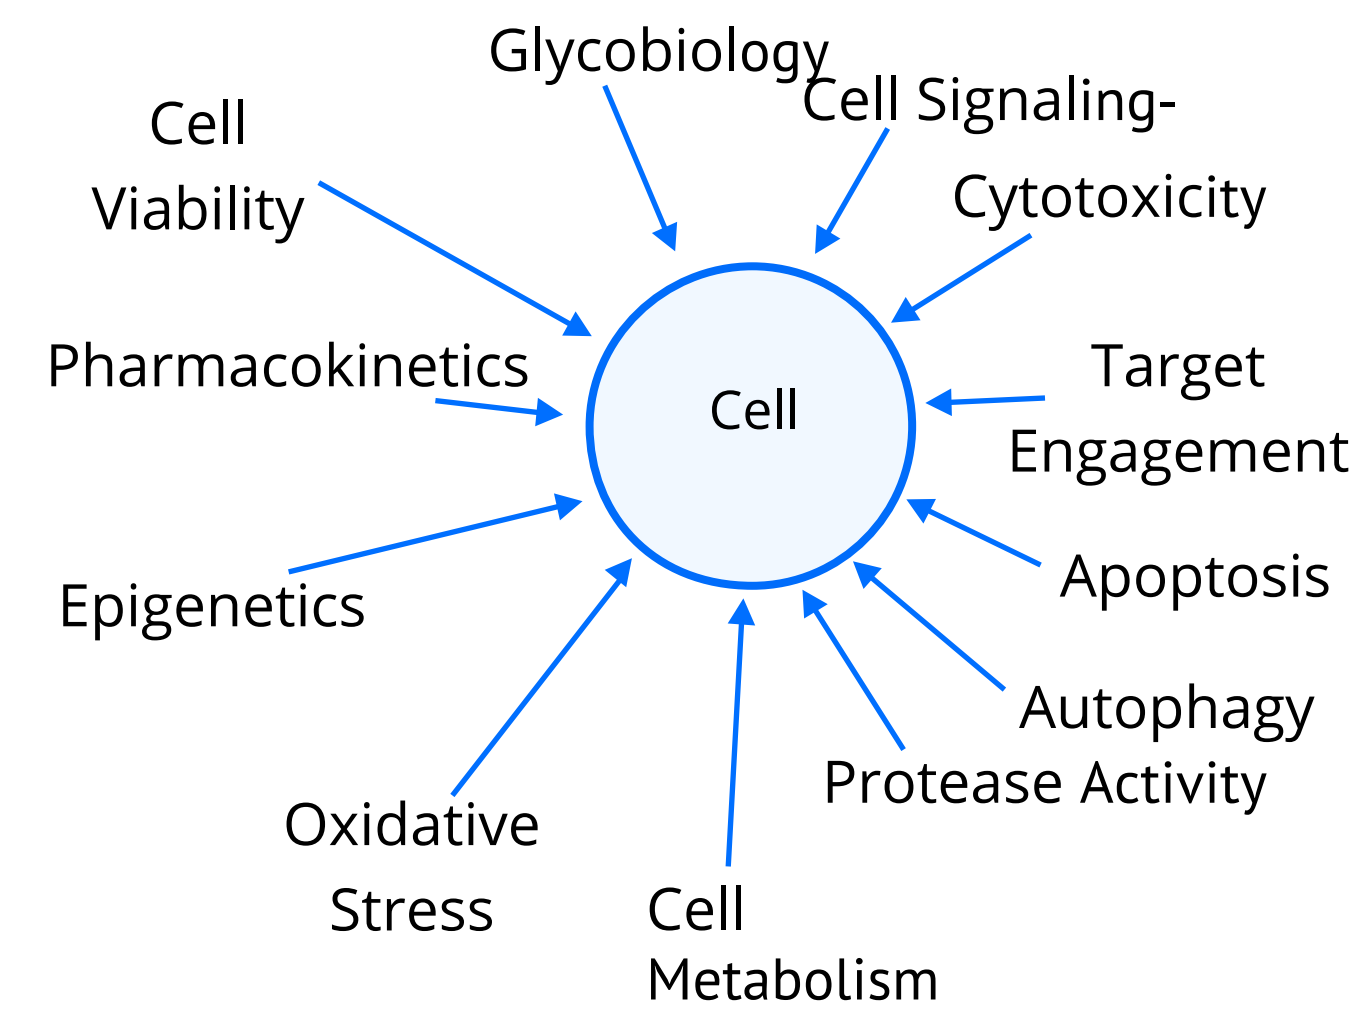 Glycobiology
Cell Signaling-
Cell
Viability
Cytotoxicity
Pharmacokinetics
Target
Engagement
Cell
Apoptosis
Epigenetics
Autophagy
Protease Activity
Oxidative
Stress
Cell
Metabolism